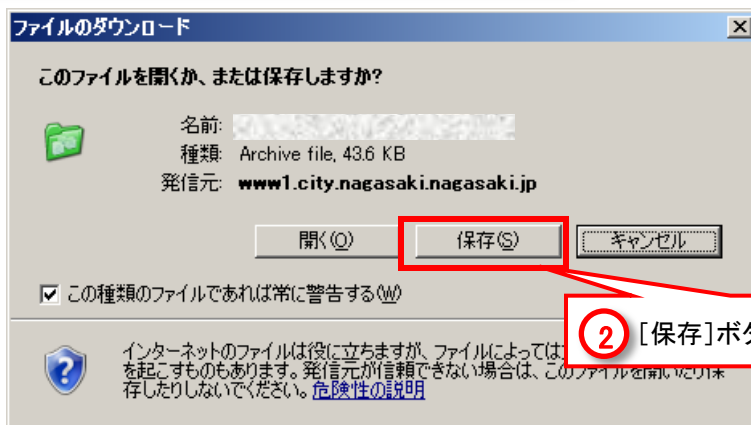 ファイルのダウンロード
このファイルを開くか、または保存しますか?
名前:
種類: Archive file, 43.6 KB
発信元: www1.city.nagasaki.nagasaki.jp
開く(O) 保存(S) キャンセル
この種類のファイルであれば常に警告する(W)
② [保存]ボタ
インターネットのファイルは役に立ちますが、ファイルによっては
を起こすものもあります。発信元が信頼できない場合は、このファイルを開いたり保
存したりしないでください。危険性の説明